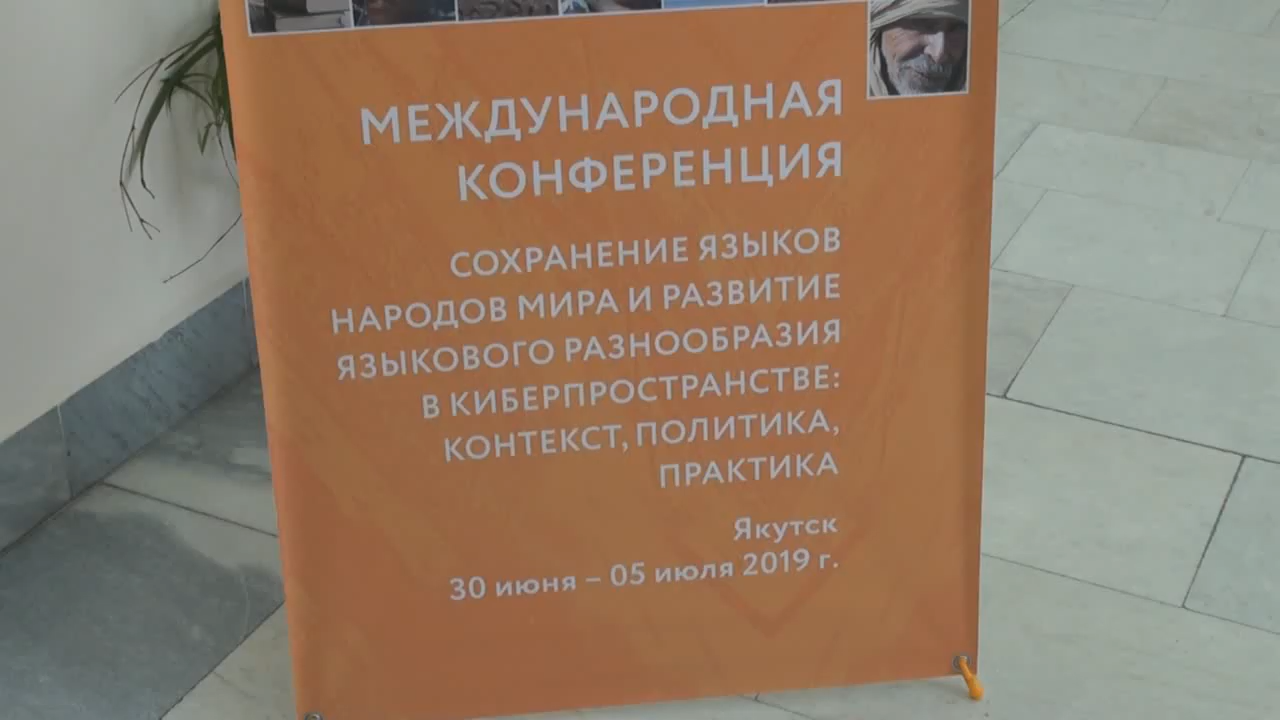 МЕЖДУНАРОДНАЯ
КОНФЕРЕНЦИЯ
СОХРАНЕНИЕ ЯЗЫКОВ
НАРОДОВ МИРА И РАЗВИТИЕ
ЯЗЫКОВОГО РАЗНООБРАЗИЯ
В КИБЕРПРОСТРАНСТВЕ:
КОНТЕКСТ, ПОЛИТИКА,
ПРАКТИКА
Якутск
30 июня – 05 июля 2019 г.